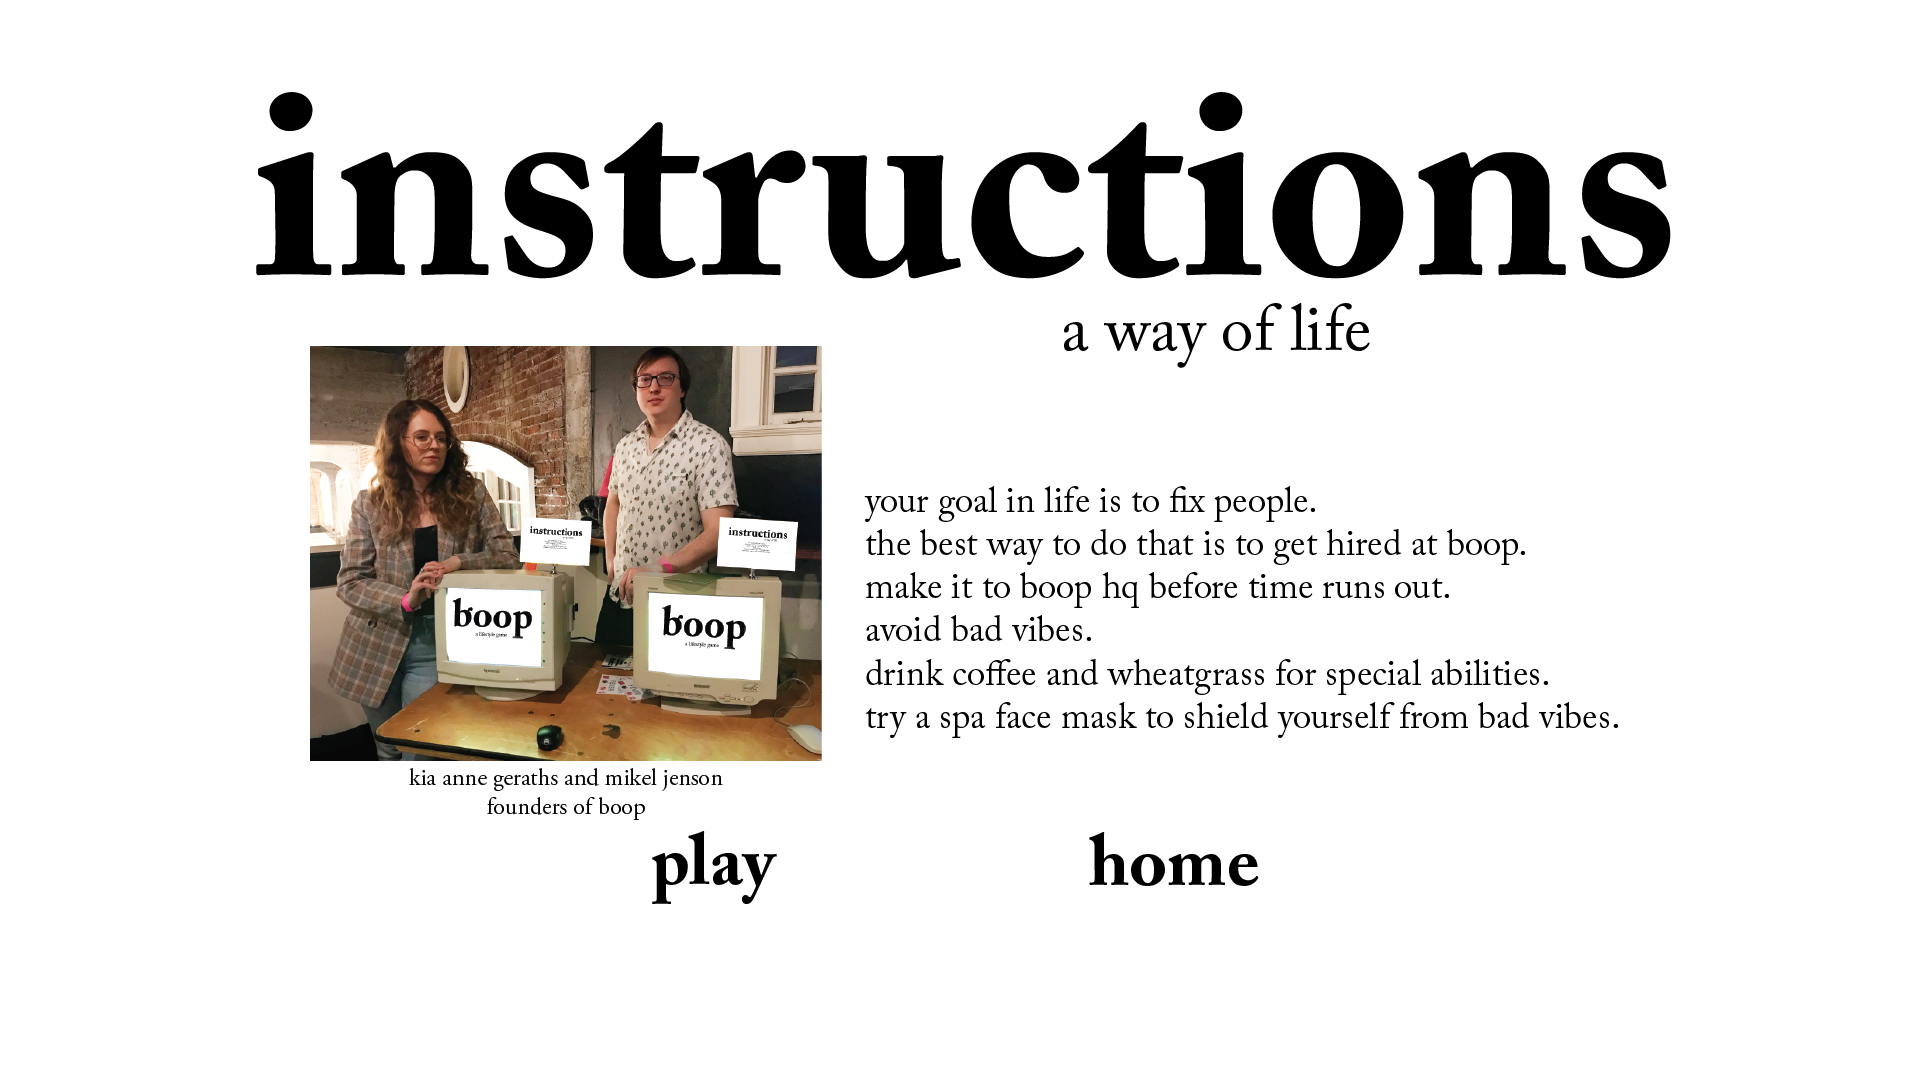 instructions
a way of life
instructions
instructions
boop
a lifestyle game
boop
a lifestyle game
your goal in life is to fix people.
the best way to do that is to get hired at boop.
make it to boop hq before time runs out.
avoid bad vibes.
drink coffee and wheatgrass for special abilities.
try a spa face mask to shield yourself from bad vibes.
kia anne geraths and mikel jenson
founders of boop
play
home